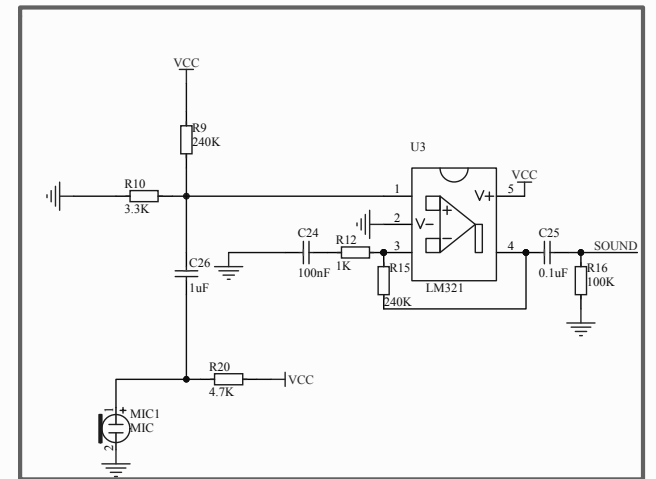 VCC
R9
240K
U3
R10
3.3K
1
V+
5
VCC
+
2
V-
C24
100nF
R12
1K
3
−
4
C25
0.1uF
SOUND
R15
240K
LM321
R16
100K
C26
1uF
R20
4.7K
VCC
1
+
MIC1
MIC
2